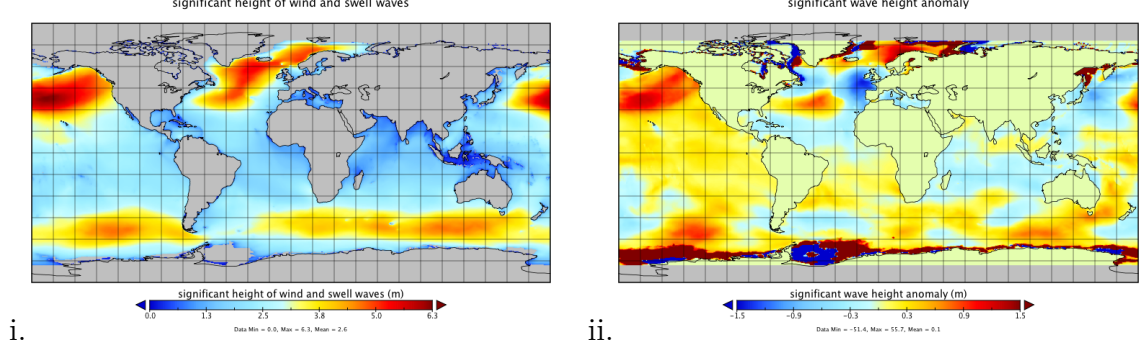 significant height of wind and swell waves
significant height of wind and swell waves (m)
0.0 1.3 2.5 3.8 5.0 6.3
Data Min = 0.0, Max = 6.3, Mean = 2.6
i.
significant wave height anomaly
significant wave height anomaly (m)
−1.5 −0.9 −0.3 0.3 0.9 1.5
Data Min = −51.4, Max = 55.7, Mean = 0.1
ii.